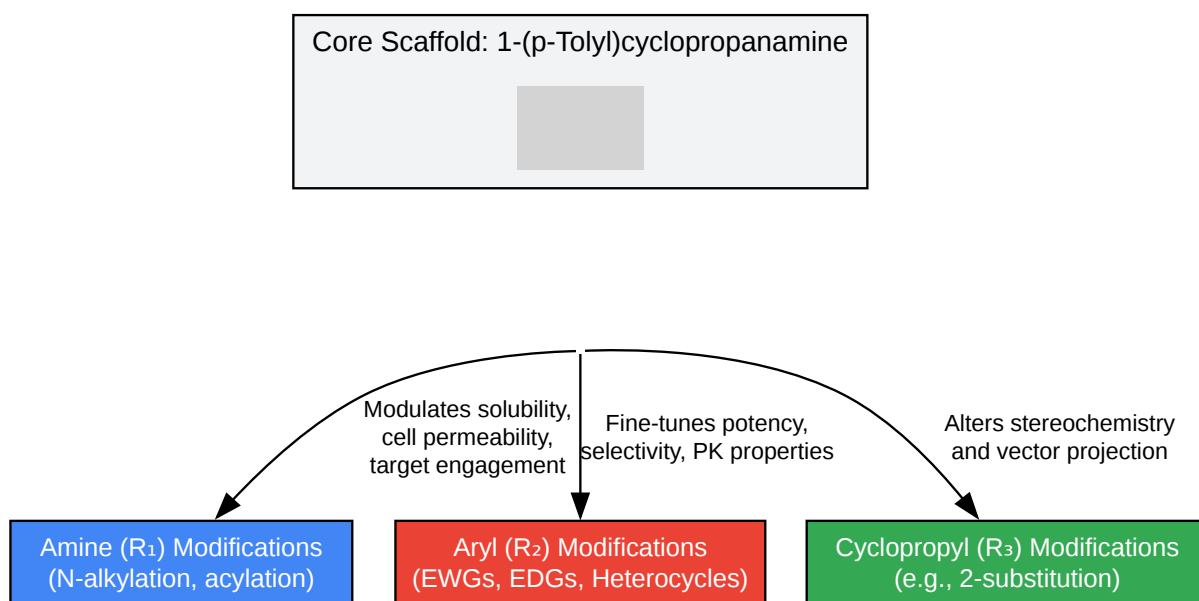 Core Scaffold: 1-(p-Tolyl)cyclopropanamine
Modulates solubility,
cell permeability,
target engagement
Fine-tunes potency,
selectivity, PK properties
Alters stereochemistry
and vector projection
Amine (R₁) Modifications
(N-alkylation, acylation)
Aryl (R₂) Modifications
(EWGs, EDGs, Heterocycles)
Cyclopropyl (R₃) Modifications
(e.g., 2-substitution)